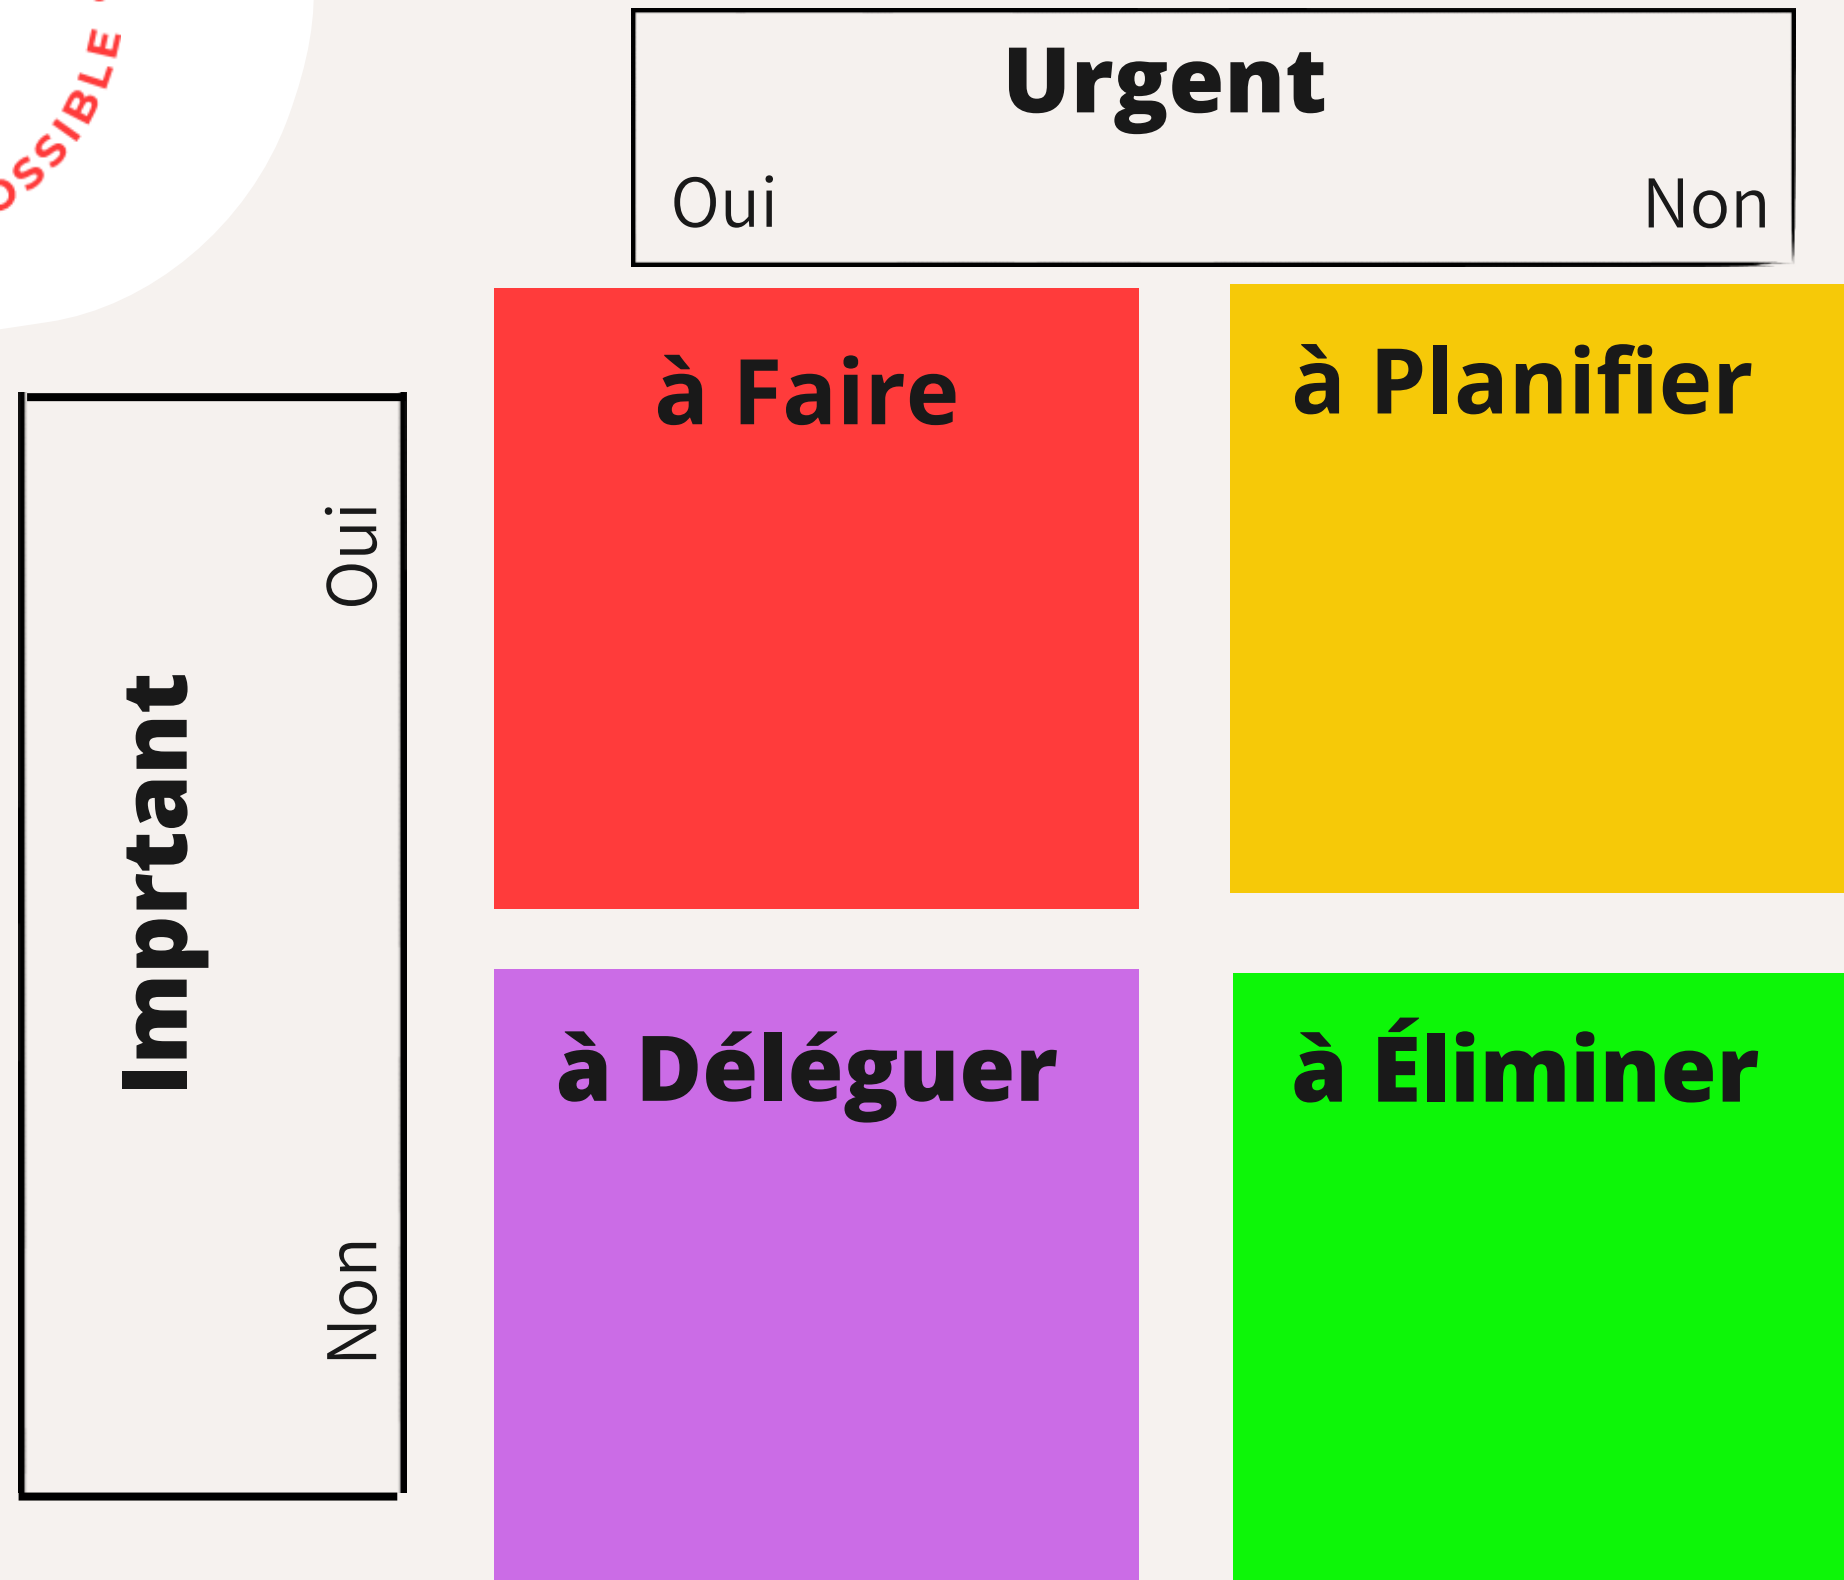 OSSIBLE
Urgent
Oui Non
à Faire
à Planifier
Oui
Imprtant
Non
à Déléguer
à Éliminer